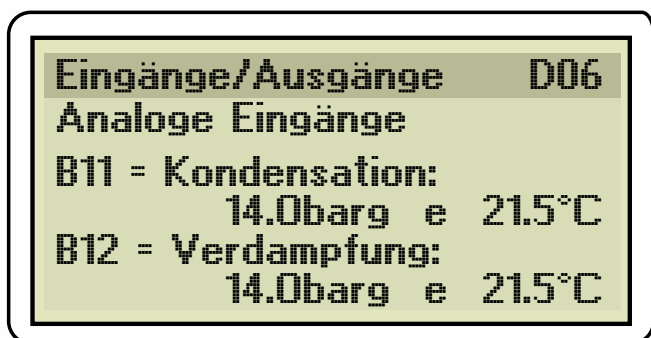 Eingänge/Ausgänge D06
Analoge Eingänge
B11 = Kondensation:
14.0barg e 21.5°C
B12 = Verdampfung:
14.0barg e 21.5°C